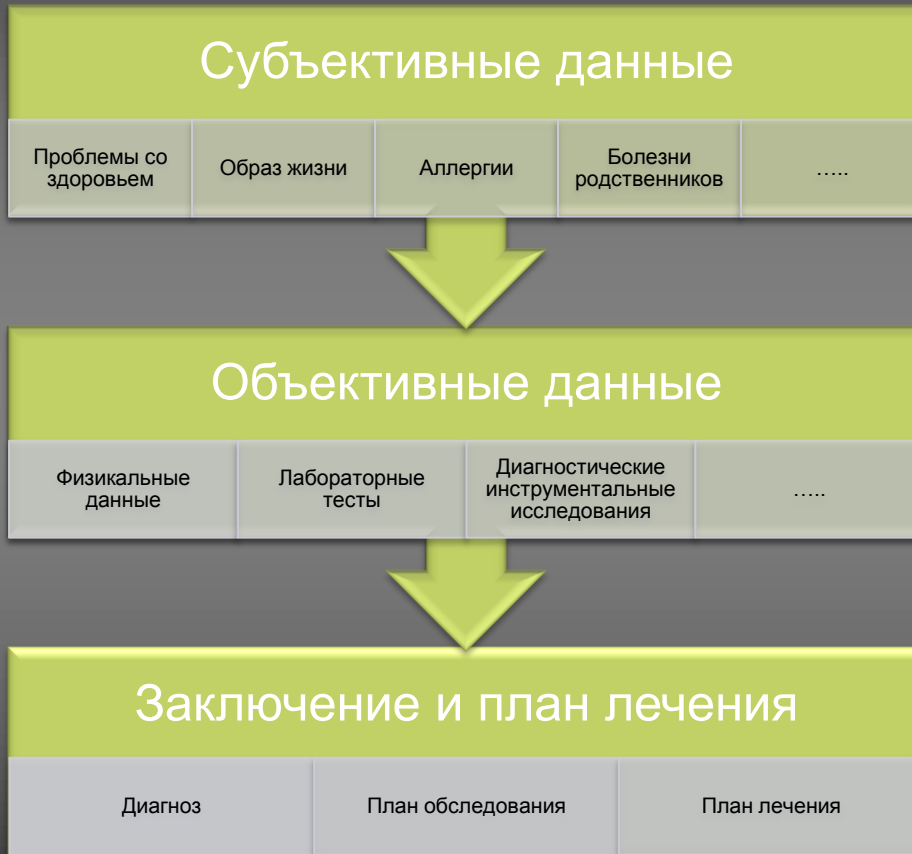 Субъективные данные
Проблемы со
здоровьем
Образ жизни
Аллергии
Болезни
родственников
…..
Объективные данные
Физикальные
данные
Лабораторные
тесты
Диагностические
инструментальные
исследования
…..
Заключение и план лечения
Диагноз
План обследования
План лечения